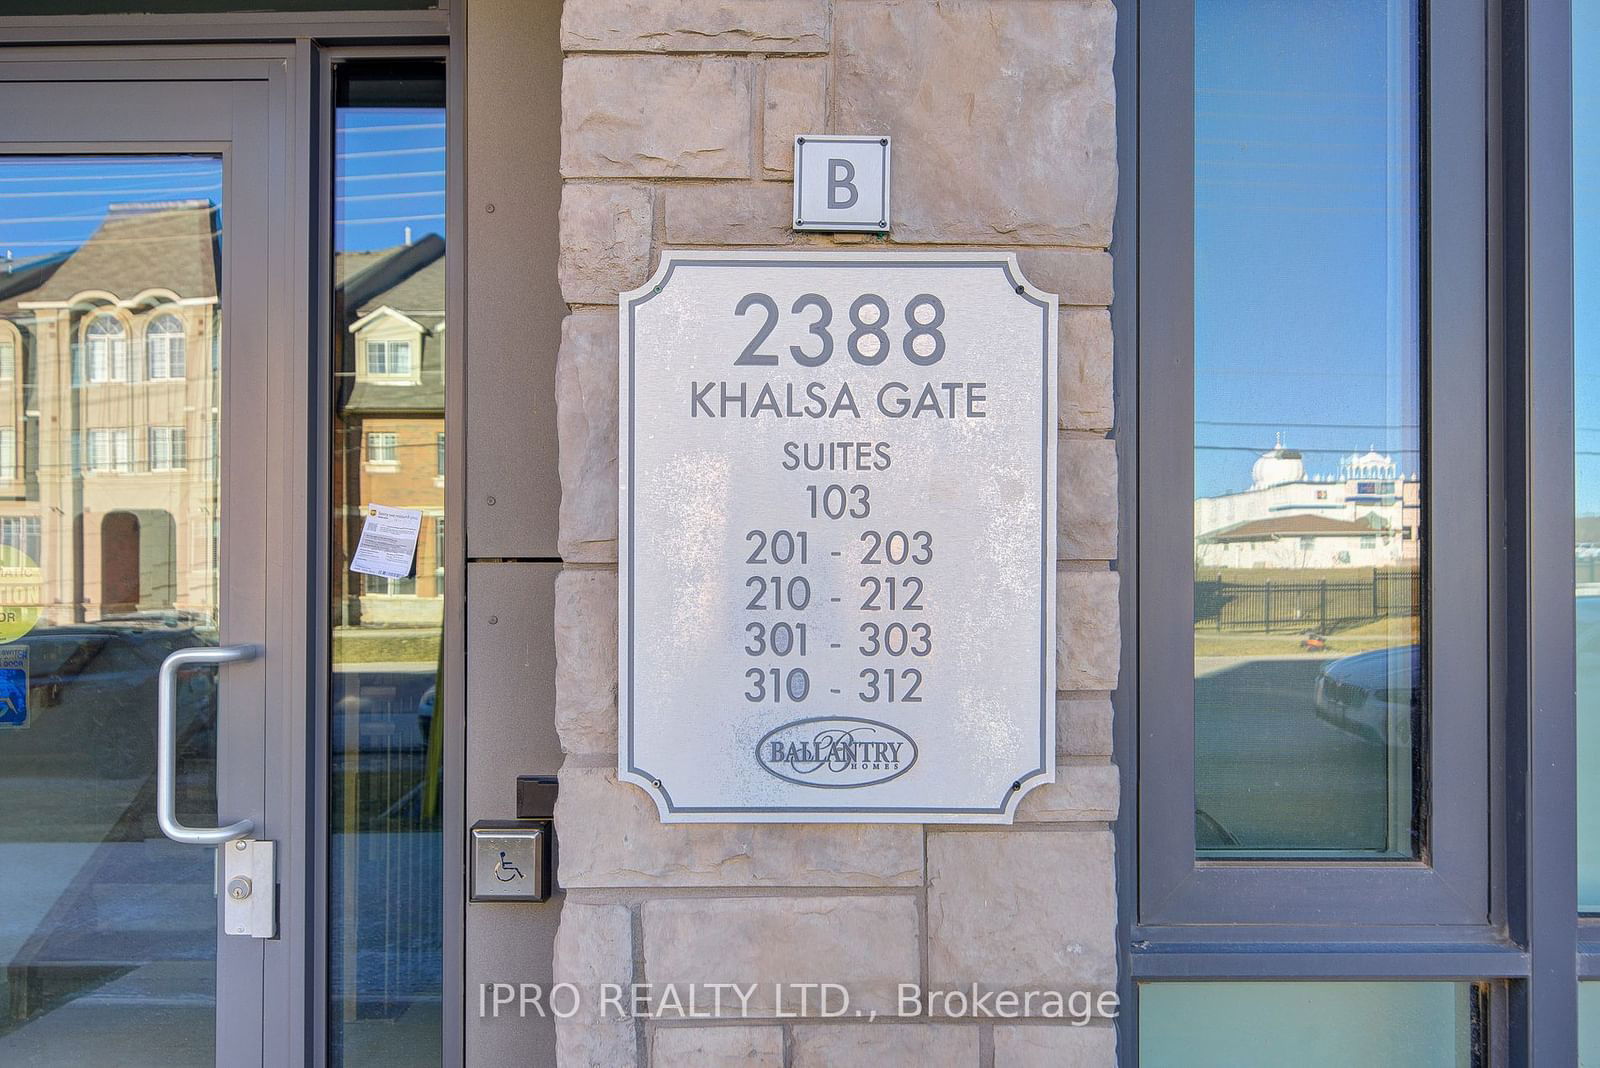 B
2388
KHALSA GATE
SUITES
103
201 - 203
210 - 212
301 - 303
310 - 312
BALLANTRY
HOMES
IPRO REALTY LTD., Brokerage